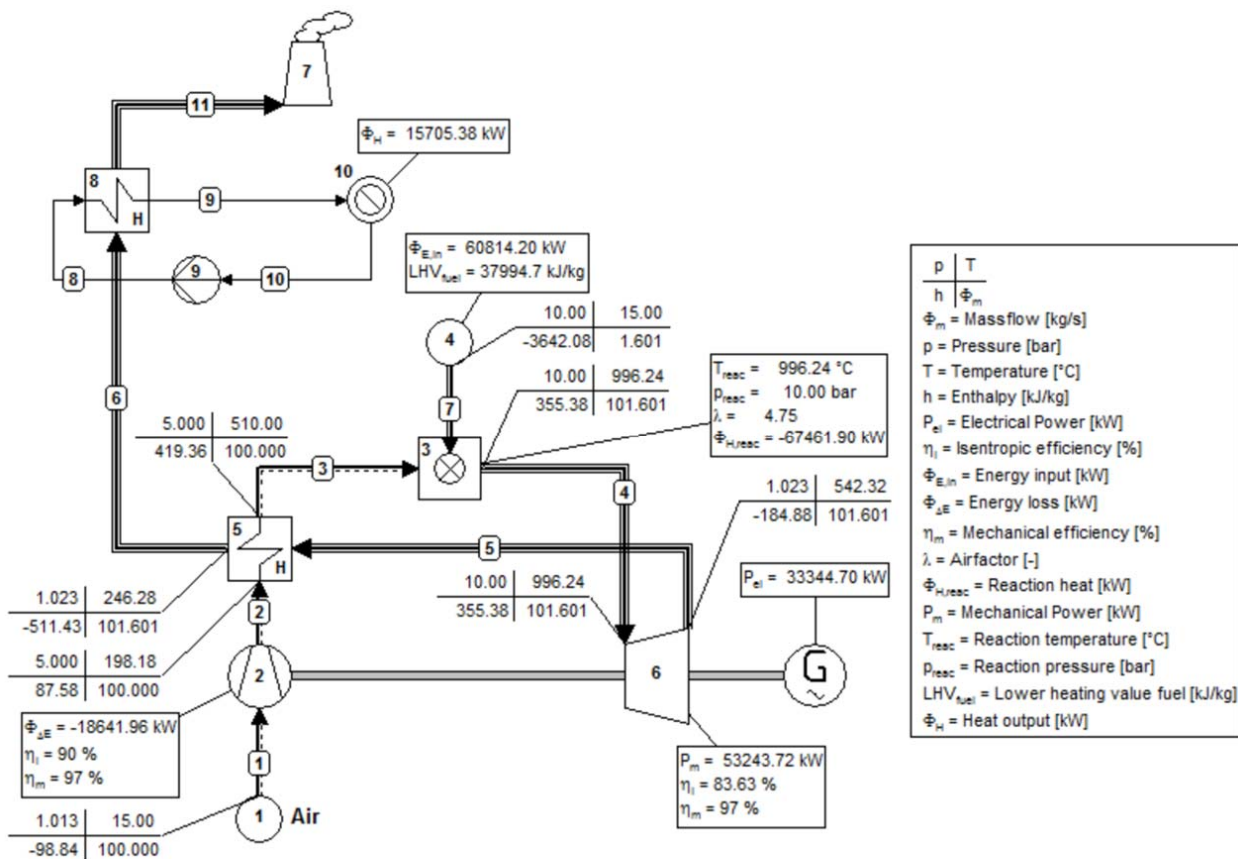 7
11
Φ_H = 15705.38 kW
10
8
H
9
8
9
10
Φ_E,in = 60814.20 kW
LHV_fuel = 37994.7 kJ/kg
4
10.00 15.00
-3642.08 1.601
10.00 996.24
355.38 101.601
7
T_reac = 996.24 °C
p_reac = 10.00 bar
λ = 4.75
Φ_H,reac = -67461.90 kW
6
5.000 510.00
419.36 100.000
3
3
4
1.023 542.32
-184.88 101.601
5
H
5
10.00 996.24
355.38 101.601
P_el = 33344.70 kW
1.023 246.28
-511.43 101.601
2
5.000 198.18
87.58 100.000
2
6
G
~
Φ_ΔE = -18641.96 kW
η_i = 90 %
η_m = 97 %
1
P_m = 53243.72 kW
η_i = 83.63 %
η_m = 97 %
1.013 15.00
-98.84 100.000
1
Air
p T
h Φ_m
Φ_m = Massflow [kg/s]
p = Pressure [bar]
T = Temperature [°C]
h = Enthalpy [kJ/kg]
P_el = Electrical Power [kW]
η_i = Isentropic efficiency [%]
Φ_E,in = Energy input [kW]
Φ_ΔE = Energy loss [kW]
η_m = Mechanical efficiency [%]
λ = Airfactor [-]
Φ_H,reac = Reaction heat [kW]
P_m = Mechanical Power [kW]
T_reac = Reaction temperature [°C]
p_reac = Reaction pressure [bar]
LHV_fuel = Lower heating value fuel [kJ/kg]
Φ_H = Heat output [kW]